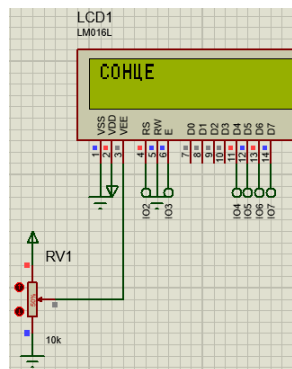 LCD1
LM016L
СОНЦЕ
VSS VDD VEE RS RW E D0 D1 D2 D3 D4 D5 D6 D7
1 2 3 4 5 6 7 8 9 10 11 12 13 14
IO2 IO3 IO4 IO5 IO6 IO7
RV1
50%
10k